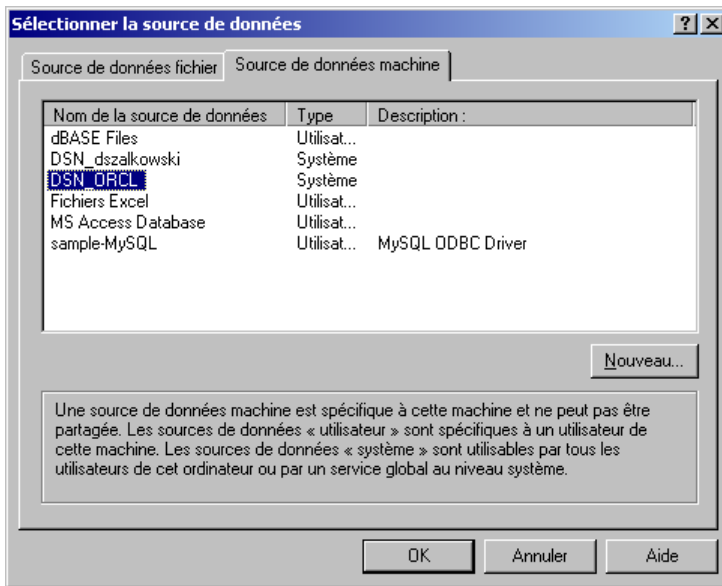 Sélectionner la source de données
Source de données fichier Source de données machine
Nom de la source de données Type Description :
dBASE Files Utilisat...
DSN_dszalkowski Système
DSN_ORCL Système
Fichiers Excel Utilisat...
MS Access Database Utilisat...
sample-MySQL Utilisat... MySQL ODBC Driver
Nouveau...
Une source de données machine est spécifique à cette machine et ne peut pas être
partagée. Les sources de données « utilisateur » sont spécifiques à un utilisateur de
cette machine. Les sources de données « système » sont utilisables par tous les
utilisateurs de cet ordinateur ou par un service global au niveau système.
OK Annuler Aide